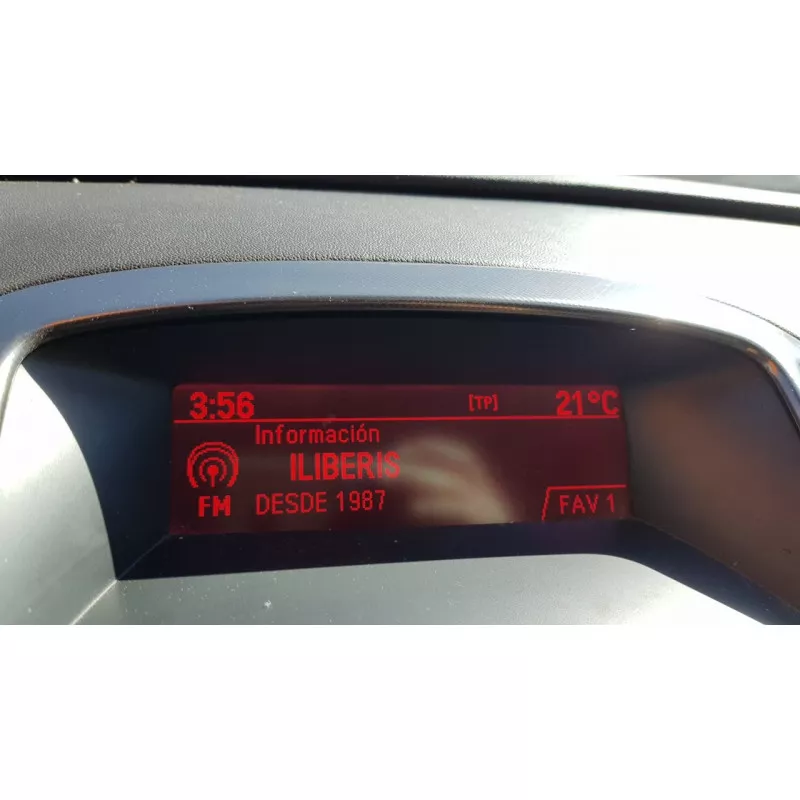 3:56 [TP] 21°C
Información
ILIBERIS
FM DESDE 1987 FAV 1